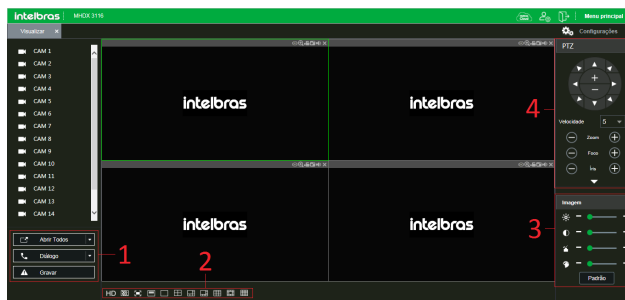 intelbras MHDX 3116 Menu principal
Visualizar × Configurações
CAM 1
CAM 2
CAM 3
CAM 4
CAM 5
CAM 6
CAM 7
CAM 8
CAM 9
CAM 10
CAM 11
CAM 12
CAM 13
CAM 14
Abrir Todos
Diálogo
Gravar
1
intelbras
intelbras
intelbras
intelbras
2
HD
PTZ
4
Velocidade 5
Zoom
Foco
Íris
Imagem
3
Padrão